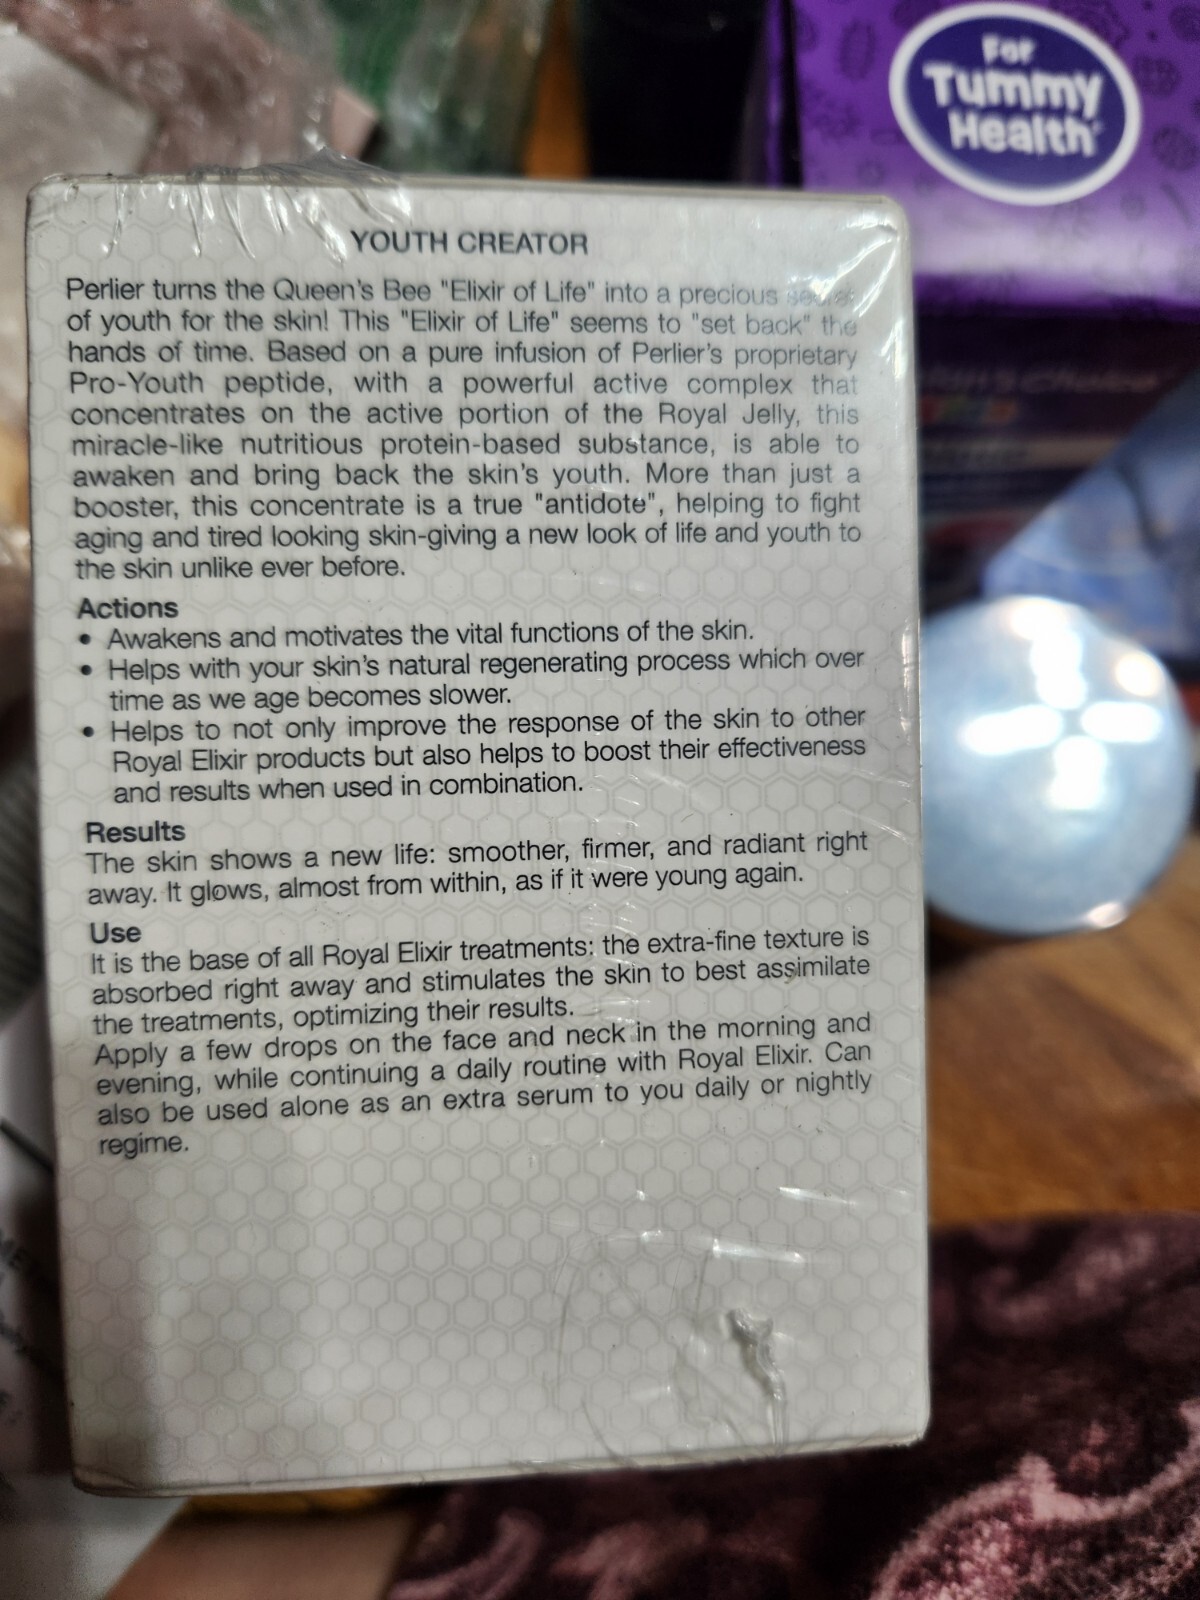 For
Tummy
Health
YOUTH CREATOR
Perlier turns the Queen's Bee "Elixir of Life" into a precious secret
of youth for the skin! This "Elixir of Life" seems to "set back" the
hands of time. Based on a pure infusion of Perlier's proprietary
Pro-Youth peptide, with a powerful active complex that
concentrates on the active portion of the Royal Jelly, this
miracle-like nutritious protein-based substance, is able to
awaken and bring back the skin's youth. More than just a
booster, this concentrate is a true "antidote", helping to fight
aging and tired looking skin-giving a new look of life and youth to
the skin unlike ever before.
Actions
• Awakens and motivates the vital functions of the skin.
• Helps with your skin's natural regenerating process which over
time as we age becomes slower.
• Helps to not only improve the response of the skin to other
Royal Elixir products but also helps to boost their effectiveness
and results when used in combination.
Results
The skin shows a new life: smoother, firmer, and radiant right
away. It glows, almost from within, as if it were young again.
Use
It is the base of all Royal Elixir treatments: the extra-fine texture is
absorbed right away and stimulates the skin to best assimilate
the treatments, optimizing their results.
Apply a few drops on the face and neck in the morning and
evening, while continuing a daily routine with Royal Elixir. Can
also be used alone as an extra serum to you daily or nightly
regime.